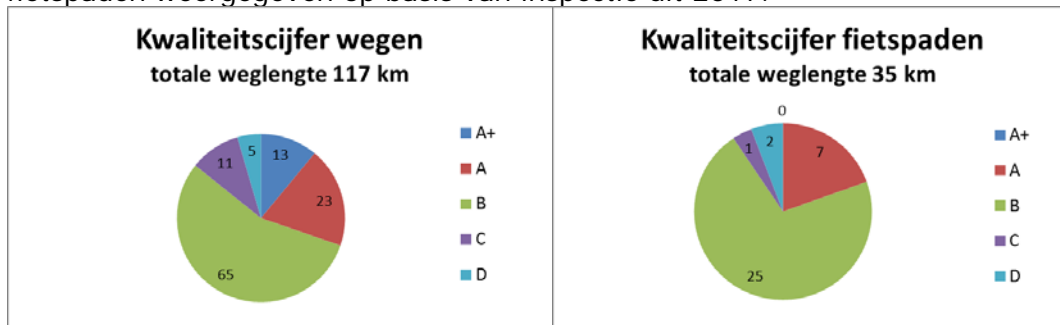 Kwaliteitscijfer wegen
totale weglengte 117 km
13
23
65
11
5
A+
A
B
C
D
Kwaliteitscijfer fietspaden
totale weglengte 35 km
0
7
25
1
2
A+
A
B
C
D